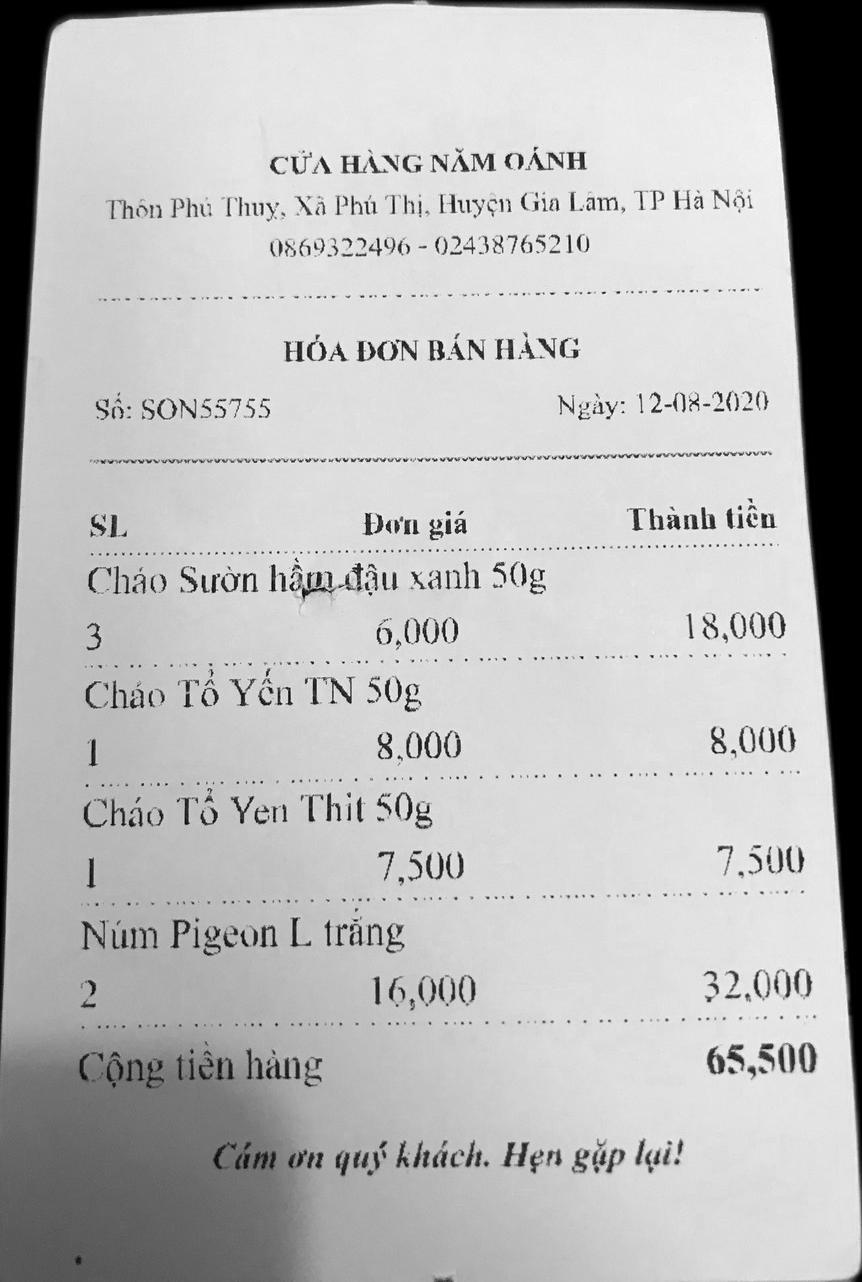 CỬA HÀNG NĂM OÁNH
Thôn Phú Thuỵ, Xã Phú Thị, Huyện Gia Lâm, TP Hà Nội
0869322496 - 02438765210
HÓA ĐƠN BÁN HÀNG
Số: SON55755 Ngày: 12-08-2020
SL Đơn giá Thành tiền
Cháo Sườn hầm đậu xanh 50g
3 6,000 18,000
Cháo Tổ Yến TN 50g
1 8,000 8,000
Cháo Tổ Yen Thit 50g
1 7,500 7,500
Núm Pigeon L trắng
2 16,000 32,000
Cộng tiền hàng 65,500
Cám ơn quý khách. Hẹn gặp lại!